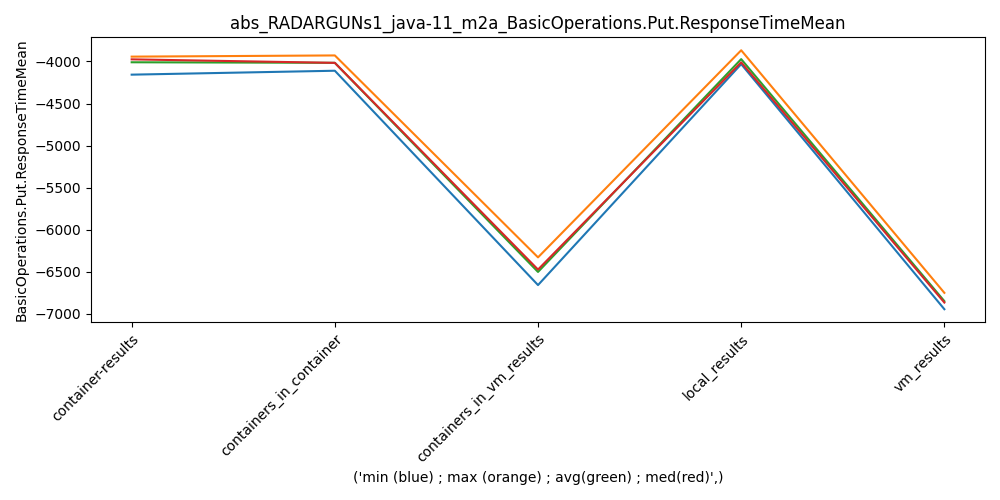 abs_RADARGUNs1_java-11_m2a_BasicOperations.Put.ResponseTimeMean
BasicOperations.Put.ResponseTimeMean
−4000
−4500
−5000
−5500
−6000
−6500
−7000
container-results
containers_in_container
containers_in_vm_results
local_results
vm_results
('min (blue) ; max (orange) ; avg(green) ; med(red)',)